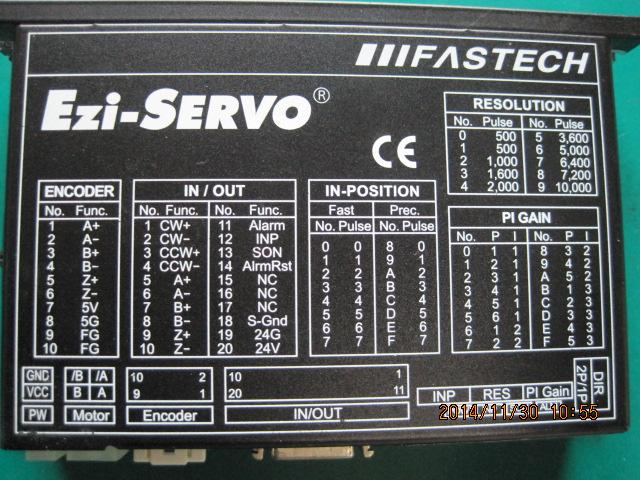 FASTECH
Ezi-SERVO®
CE
RESOLUTION
No. Pulse No. Pulse
0 500 5 3,600
1 500 6 5,000
2 1,000 7 6,400
3 1,600 8 7,200
4 2,000 9 10,000
ENCODER
No. Func.
1 A+
2 A−
3 B+
4 B−
5 Z+
6 Z−
7 5V
8 5G
9 FG
10 FG
IN / OUT
No. Func. No. Func.
1 CW+ 11 Alarm
2 CW− 12 INP
3 CCW+ 13 SON
4 CCW− 14 AlrmRst
5 A+ 15 NC
6 A− 16 NC
7 B+ 17 NC
8 B− 18 S-Gnd
9 Z+ 19 24G
10 Z− 20 24V
IN-POSITION
Fast Prec.
No. Pulse No. Pulse
0 0 8 0
1 1 9 1
2 2 A 2
3 3 B 3
4 4 C 4
5 5 D 5
6 6 E 6
7 7 F 7
PI GAIN
No. P I No. P I
0 1 1 8 3 2
1 2 1 9 4 2
2 3 1 A 5 2
3 4 1 B 1 3
4 5 1 C 2 3
5 6 1 D 3 3
6 1 2 E 4 3
7 2 2 F 5 3
GND /B /A 10 2 10 1
VCC B A 9 1 20 11
PW Motor Encoder IN/OUT
INP RES PI Gain
2P/1P DIR
2014/11/30 10:55